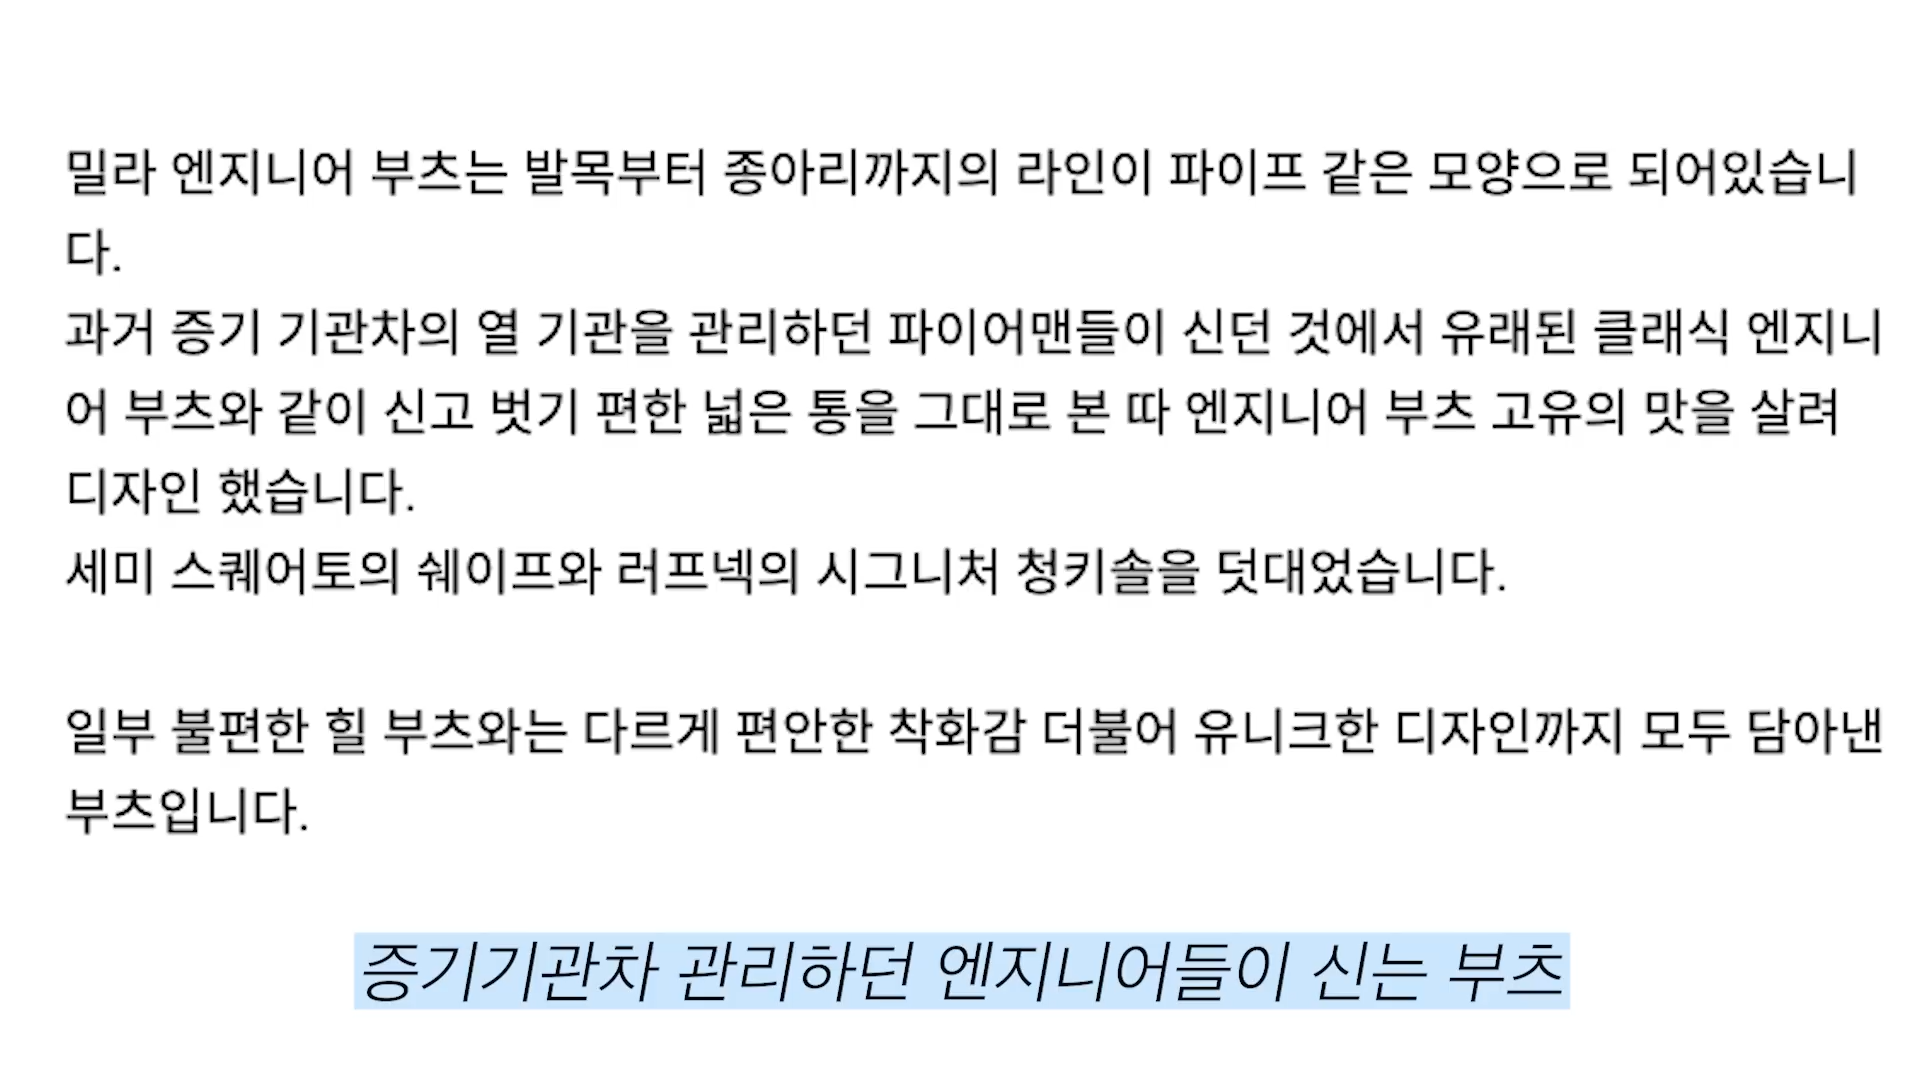 밀라 엔지니어 부츠는 발목부터 종아리까지의 라인이 파이프 같은 모양으로 되어있습니
다.
과거 증기 기관차의 열 기관을 관리하던 파이어맨들이 신던 것에서 유래된 클래식 엔지니
어 부츠와 같이 신고 벗기 편한 넓은 통을 그대로 본 따 엔지니어 부츠 고유의 맛을 살려
디자인 했습니다.
세미 스퀘어토의 쉐이프와 러프넥의 시그니처 청키솔을 덧대었습니다.
일부 불편한 힐 부츠와는 다르게 편안한 착화감 더불어 유니크한 디자인까지 모두 담아낸
부츠입니다.
증기기관차 관리하던 엔지니어들이 신는 부츠